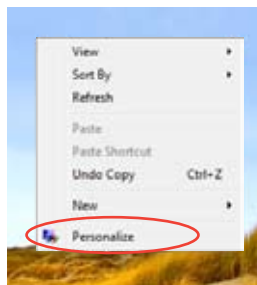 View
Sort By
Refresh
Paste
Paste Shortcut
Undo Copy Ctrl+Z
New
Personalize